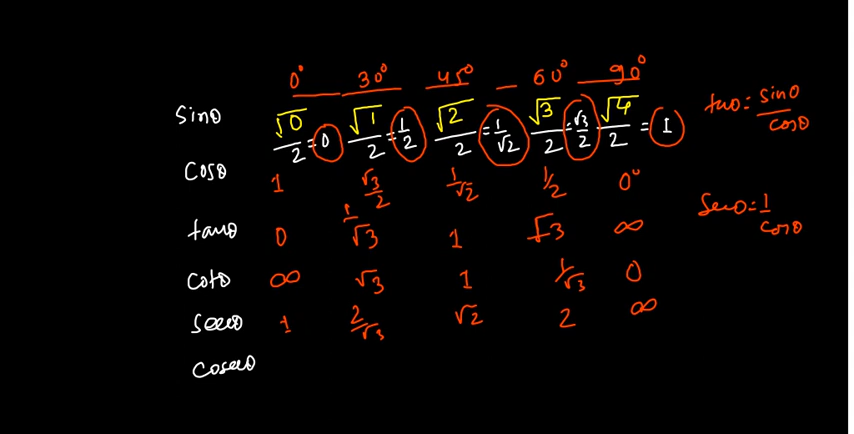 0° 30° 45° 60° 90°
sinθ √0/2 = 0 √1/2 = 1/2 √2/2 = 1/√2 √3/2 = √3/2 √4/2 = 1 tanθ = sinθ/cosθ
cosθ 1 √3/2 1/√2 1/2 0°
tanθ 0 1/√3 1 √3 ∞ secθ = 1/cosθ
cotθ ∞ √3 1 1/√3 0
secθ 1 2/√3 √2 2 ∞
cosecθ